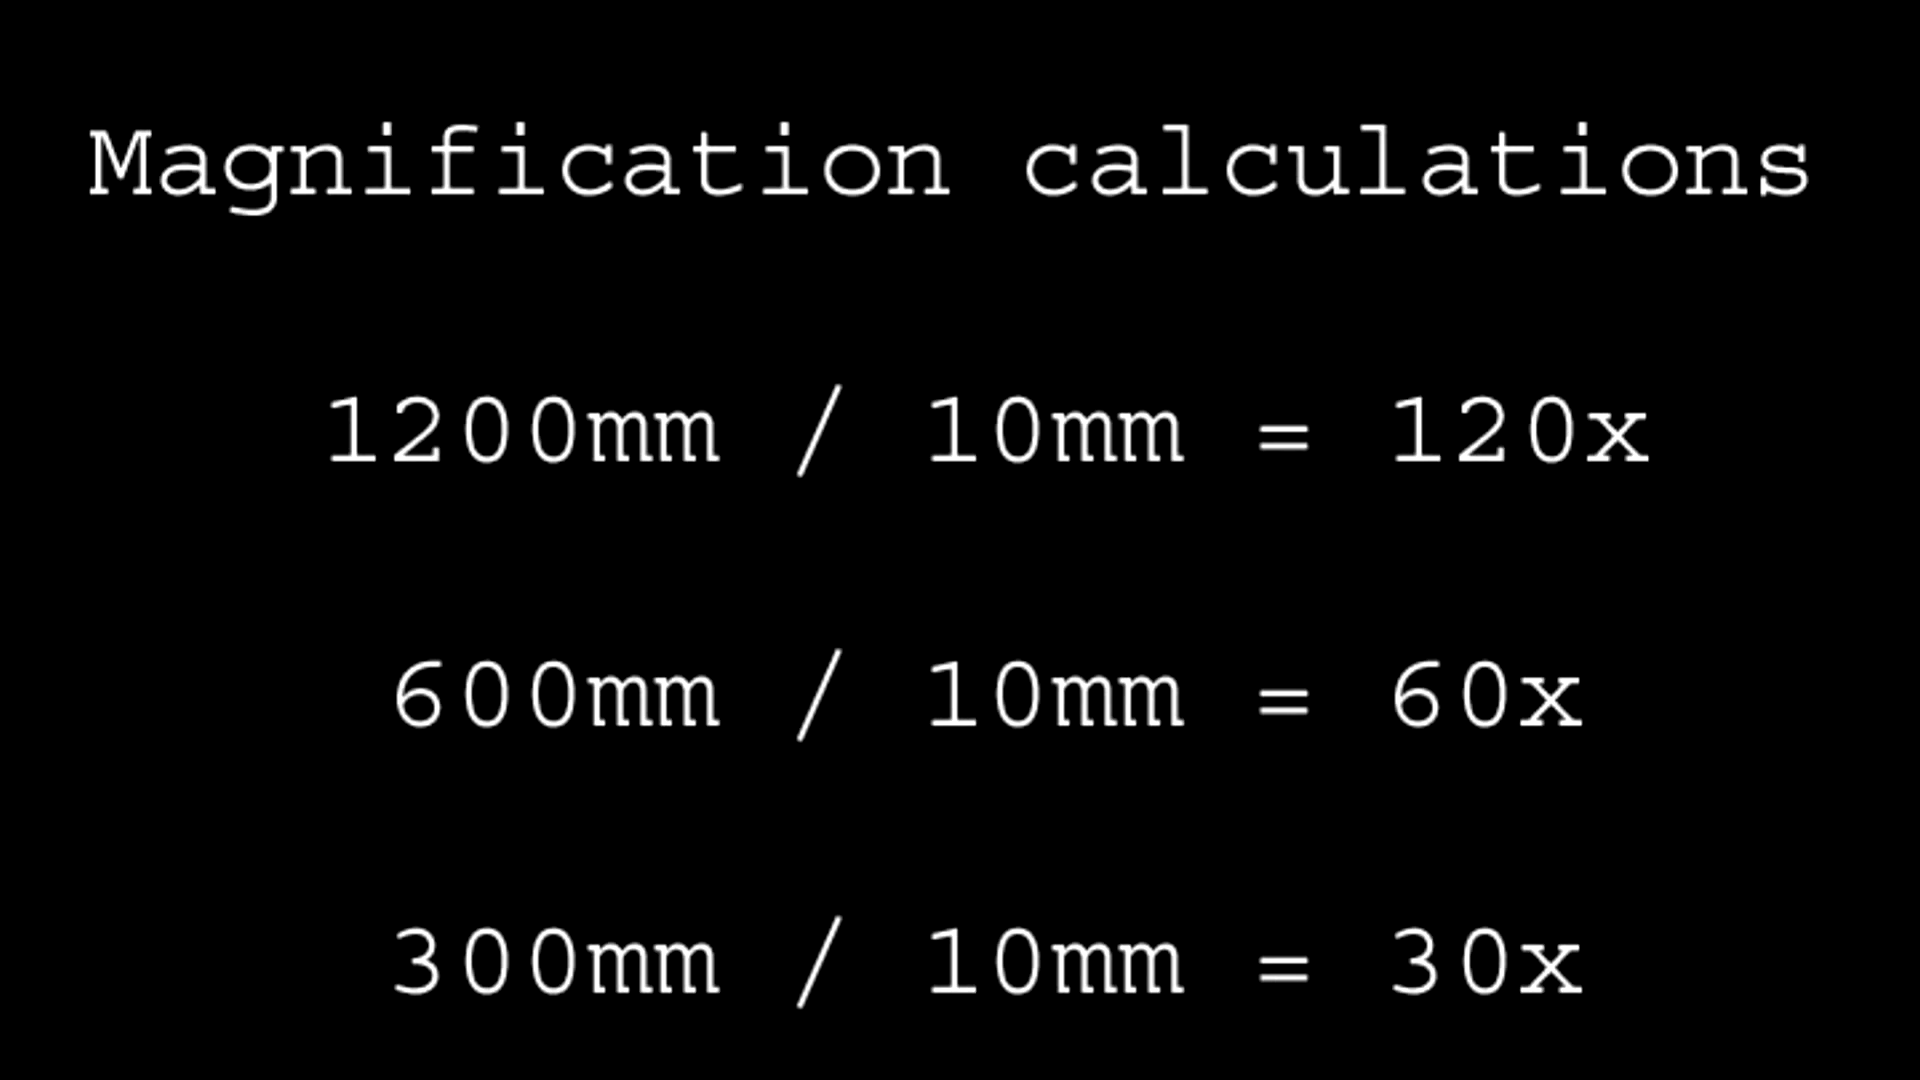 Magnification calculations
1200mm / 10mm = 120x
600mm / 10mm = 60x
300mm / 10mm = 30x